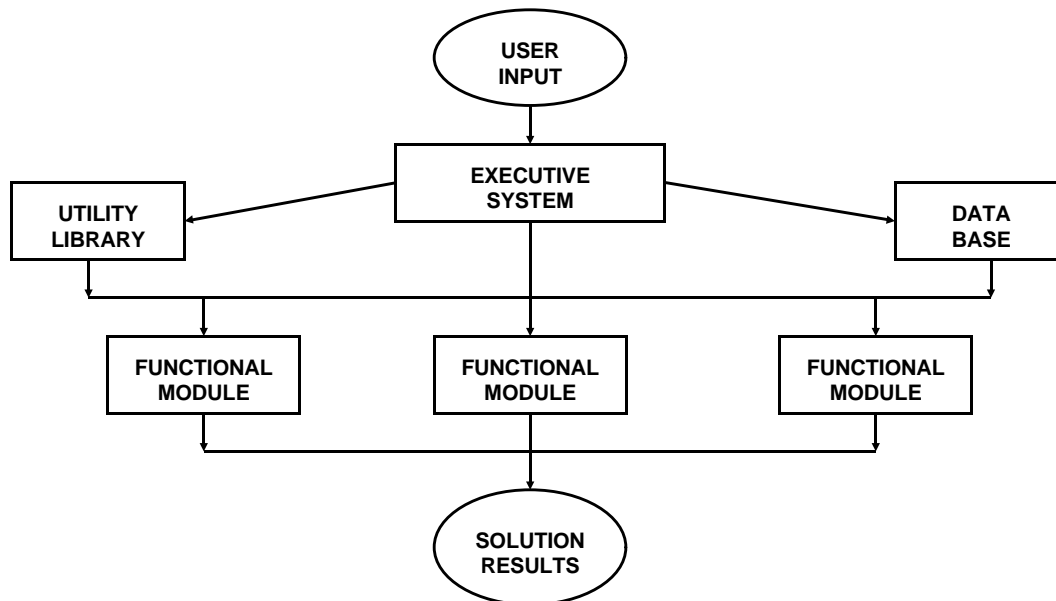 USER
INPUT
EXECUTIVE
SYSTEM
UTILITY
LIBRARY
DATA
BASE
FUNCTIONAL
MODULE
FUNCTIONAL
MODULE
FUNCTIONAL
MODULE
SOLUTION
RESULTS